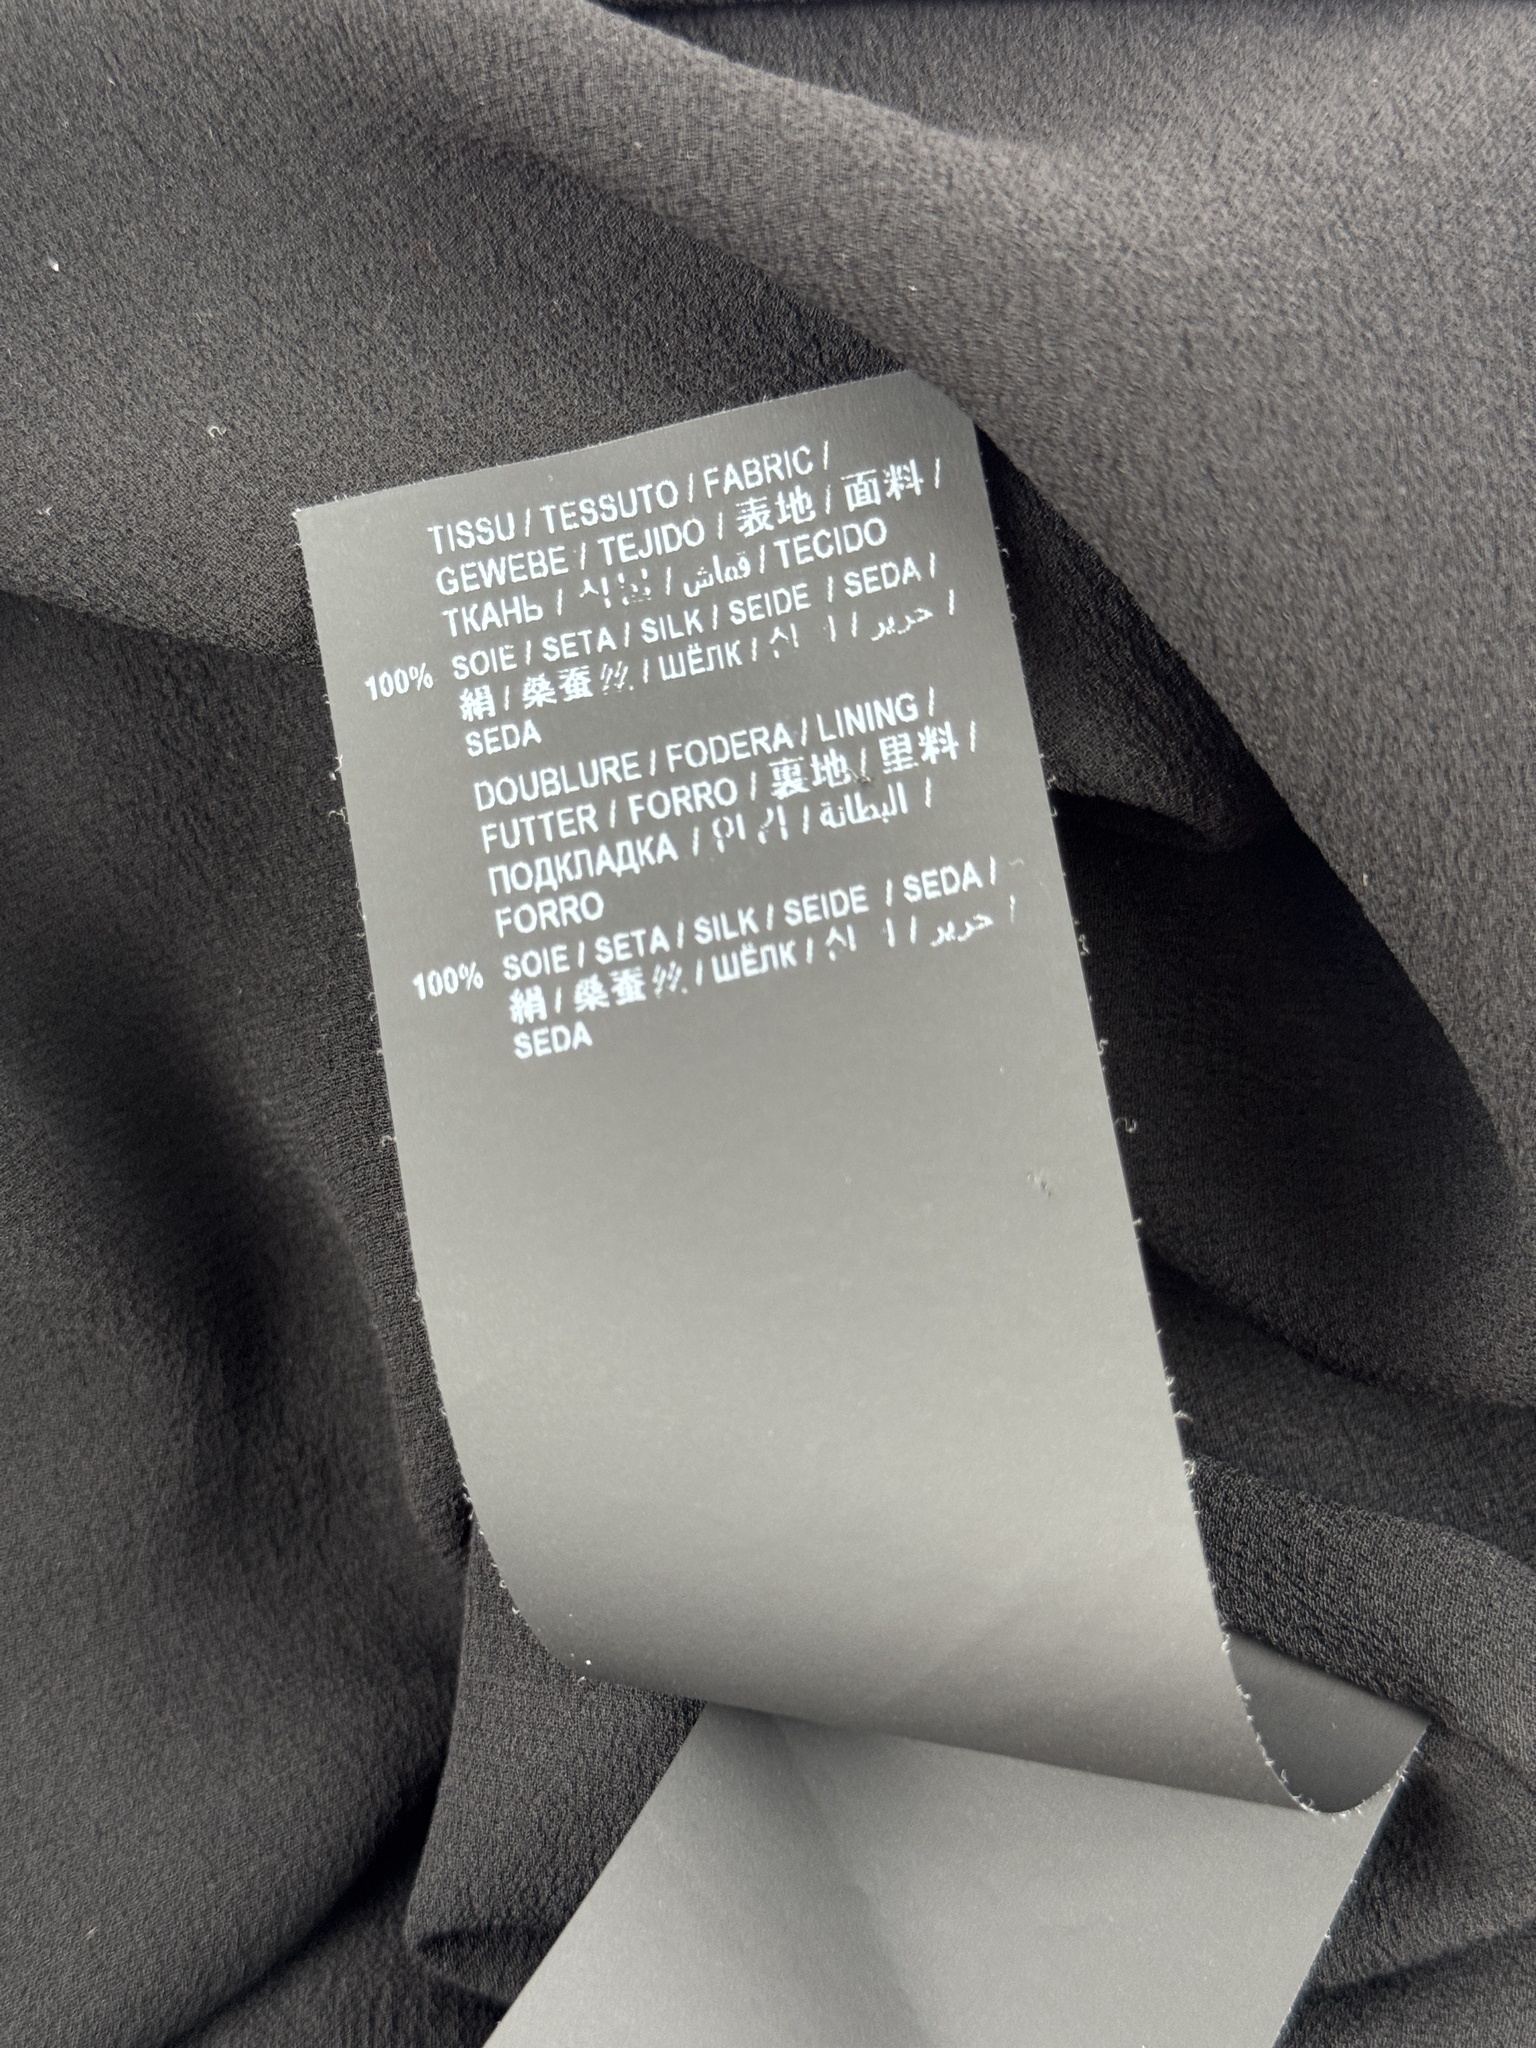 TISSU / TESSUTO / FABRIC /
GEWEBE / TEJIDO / 表地 / 面料 /
ТКАНЬ / / قماش / TECIDO
100% SOIE / SETA / SILK / SEIDE / SEDA /
絹 / 桑蚕丝 / ШЁЛК / / حرير /
SEDA
DOUBLURE / FODERA / LINING /
FUTTER / FORRO / 裏地 / 里料 /
ПОДКЛАДКА / / البطانة /
FORRO
100% SOIE / SETA / SILK / SEIDE / SEDA /
絹 / 桑蚕丝 / ШЁЛК / / حرير /
SEDA